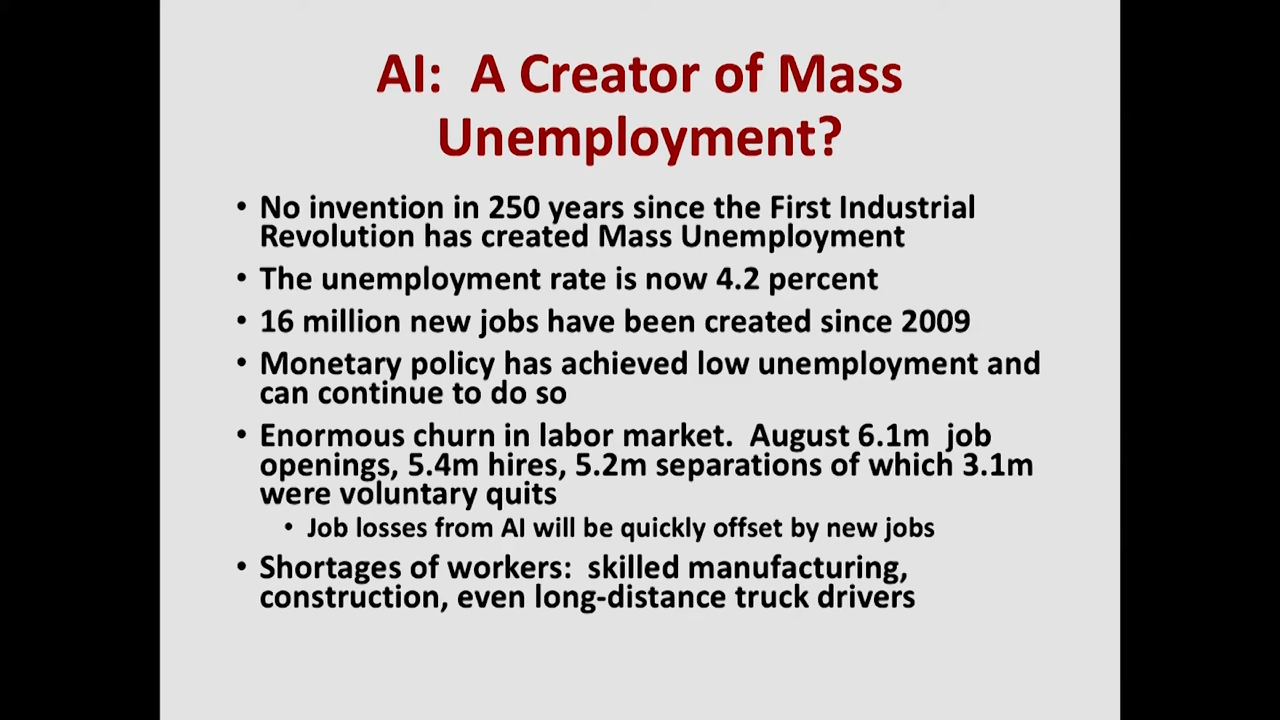 AI:  A Creator of Mass
Unemployment?
• No invention in 250 years since the First Industrial
Revolution has created Mass Unemployment
• The unemployment rate is now 4.2 percent
• 16 million new jobs have been created since 2009
• Monetary policy has achieved low unemployment and
can continue to do so
• Enormous churn in labor market.  August 6.1m  job
openings, 5.4m hires, 5.2m separations of which 3.1m
were voluntary quits
• Job losses from AI will be quickly offset by new jobs
• Shortages of workers:  skilled manufacturing,
construction, even long-distance truck drivers